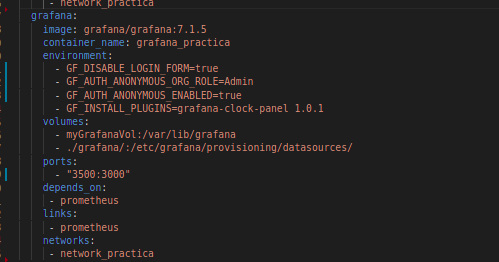 - network_practica
grafana:
image: grafana/grafana:7.1.5
container_name: grafana_practica
environment:
- GF_DISABLE_LOGIN_FORM=true
- GF_AUTH_ANONYMOUS_ORG_ROLE=Admin
- GF_AUTH_ANONYMOUS_ENABLED=true
- GF_INSTALL_PLUGINS=grafana-clock-panel 1.0.1
volumes:
- myGrafanaVol:/var/lib/grafana
- ./grafana/:/etc/grafana/provisioning/datasources/
ports:
- "3500:3000"
depends_on:
- prometheus
links:
- prometheus
networks:
- network_practica